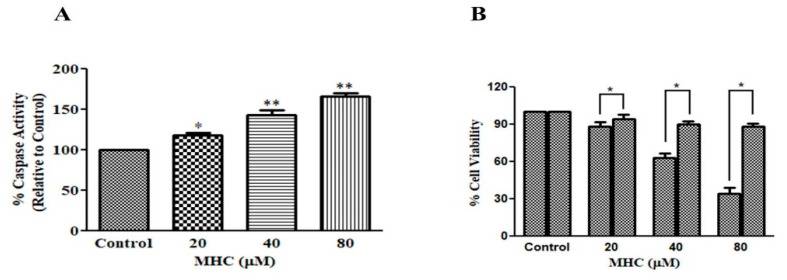 A
% Caspase Activity
(Relative to Control)
200
150
100
50
0
*
**
**
Control
20
40
80
MHC (µM)
B
% Cell Viability
120
90
60
30
0
*
*
*
Control
20
40
80
MHC (µM)